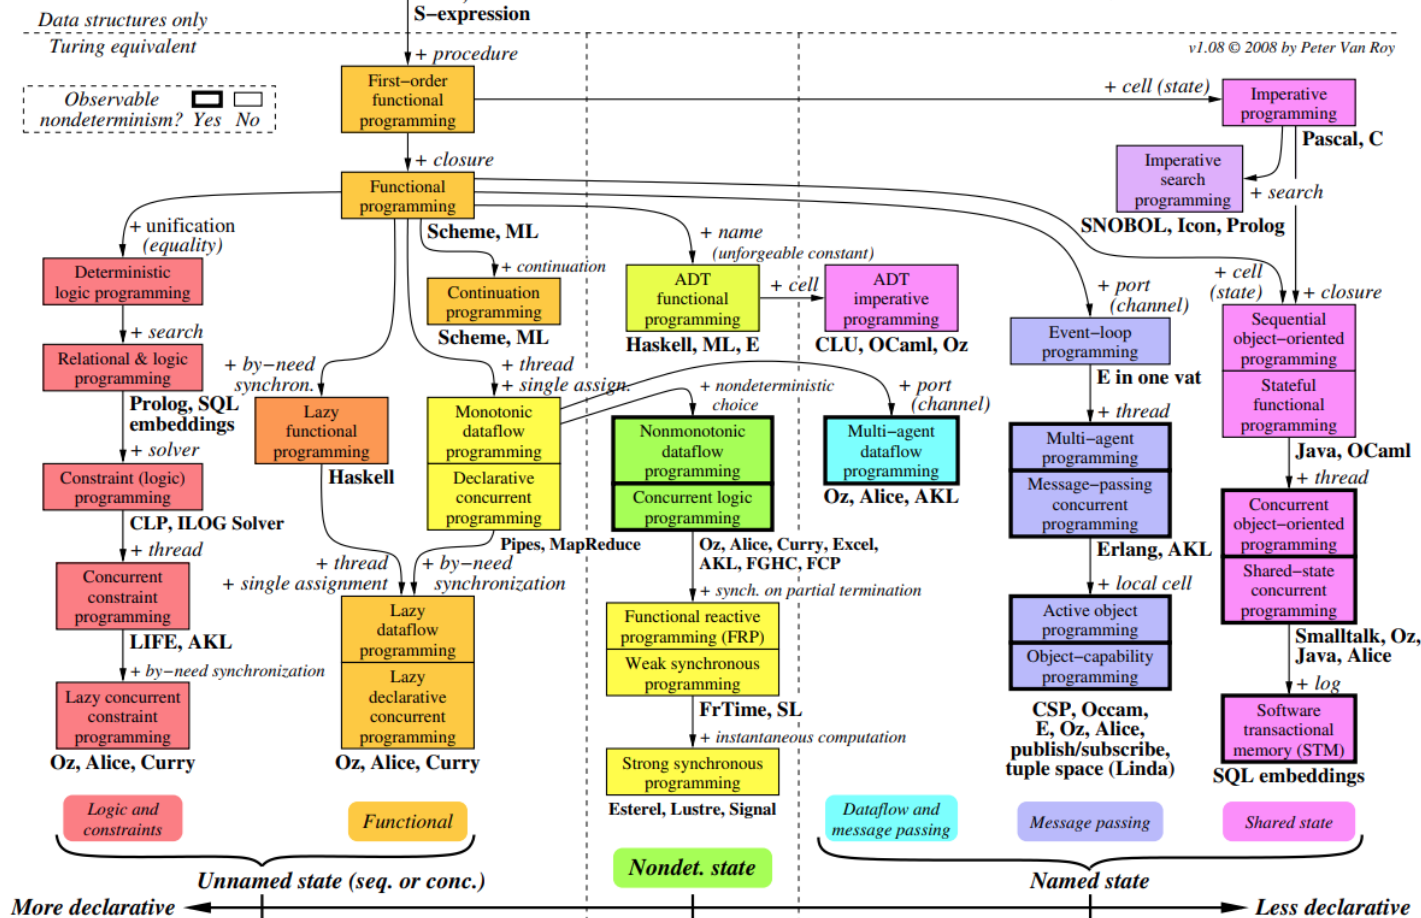 S−expression
Data structures only
Turing equivalent
v1.08 © 2008 by Peter Van Roy
+ procedure
Observable
nondeterminism? Yes No
First−order
functional
programming
+ cell (state)
Imperative
programming
Pascal, C
+ closure
Imperative
search
programming
+ search
SNOBOL, Icon, Prolog
Functional
programming
Scheme, ML
+ unification
(equality)
+ continuation
+ name
(unforgeable constant)
+ port
(channel)
+ cell
(state)
+ closure
Deterministic
logic programming
Continuation
programming
Scheme, ML
ADT
functional
programming
Haskell, ML, E
+ cell
ADT
imperative
programming
CLU, OCaml, Oz
Event−loop
programming
E in one vat
Sequential
object−oriented
programming
Stateful
functional
programming
Java, OCaml
+ search
Relational & logic
programming
Prolog, SQL
embeddings
+ by−need
synchron.
+ thread
+ single assign.
+ nondeterministic
choice
+ port
(channel)
+ thread
Lazy
functional
programming
Haskell
Monotonic
dataflow
programming
Declarative
concurrent
programming
Pipes, MapReduce
Nonmonotonic
dataflow
programming
Concurrent logic
programming
Oz, Alice, Curry, Excel,
AKL, FGHC, FCP
Multi−agent
dataflow
programming
Oz, Alice, AKL
Multi−agent
programming
Message−passing
concurrent
programming
Erlang, AKL
+ thread
Concurrent
object−oriented
programming
Shared−state
concurrent
programming
Smalltalk, Oz,
Java, Alice
+ solver
Constraint (logic)
programming
CLP, ILOG Solver
+ thread
Concurrent
constraint
programming
LIFE, AKL
+ by−need synchronization
Lazy concurrent
constraint
programming
Oz, Alice, Curry
+ thread
+ single assignment
+ by−need
synchronization
Lazy
dataflow
programming
Lazy
declarative
concurrent
programming
Oz, Alice, Curry
+ synch. on partial termination
Functional reactive
programming (FRP)
Weak synchronous
programming
FrTime, SL
+ instantaneous computation
Strong synchronous
programming
Esterel, Lustre, Signal
+ local cell
Active object
programming
Object−capability
programming
CSP, Occam,
E, Oz, Alice,
publish/subscribe,
tuple space (Linda)
+ log
Software
transactional
memory (STM)
SQL embeddings
Logic and
constraints
Functional
Dataflow and
message passing
Message passing
Shared state
Unnamed state (seq. or conc.)
Nondet. state
Named state
More declarative
Less declarative